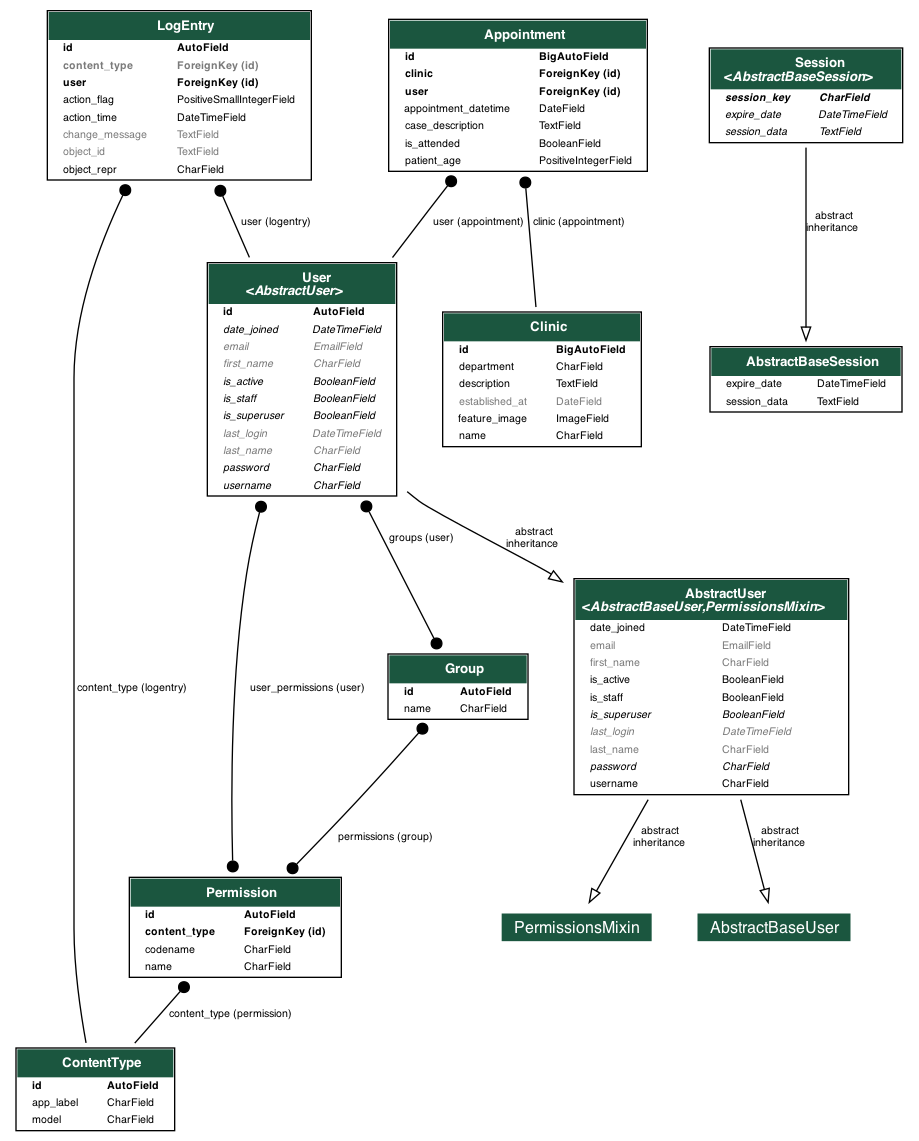 LogEntry
id AutoField
content_type ForeignKey (id)
user ForeignKey (id)
action_flag PositiveSmallIntegerField
action_time DateTimeField
change_message TextField
object_id TextField
object_repr CharField
Appointment
id BigAutoField
clinic ForeignKey (id)
user ForeignKey (id)
appointment_datetime DateField
case_description TextField
is_attended BooleanField
patient_age PositiveIntegerField
Session
<AbstractBaseSession>
session_key CharField
expire_date DateTimeField
session_data TextField
user (logentry)
user (appointment)
clinic (appointment)
abstract
inheritance
User
<AbstractUser>
id AutoField
date_joined DateTimeField
email EmailField
first_name CharField
is_active BooleanField
is_staff BooleanField
is_superuser BooleanField
last_login DateTimeField
last_name CharField
password CharField
username CharField
Clinic
id BigAutoField
department CharField
description TextField
established_at DateField
feature_image ImageField
name CharField
AbstractBaseSession
expire_date DateTimeField
session_data TextField
groups (user)
abstract
inheritance
AbstractUser
<AbstractBaseUser,PermissionsMixin>
date_joined DateTimeField
email EmailField
first_name CharField
is_active BooleanField
is_staff BooleanField
is_superuser BooleanField
last_login DateTimeField
last_name CharField
password CharField
username CharField
Group
id AutoField
name CharField
content_type (logentry)
user_permissions (user)
permissions (group)
abstract
inheritance
abstract
inheritance
Permission
id AutoField
content_type ForeignKey (id)
codename CharField
name CharField
PermissionsMixin
AbstractBaseUser
content_type (permission)
ContentType
id AutoField
app_label CharField
model CharField